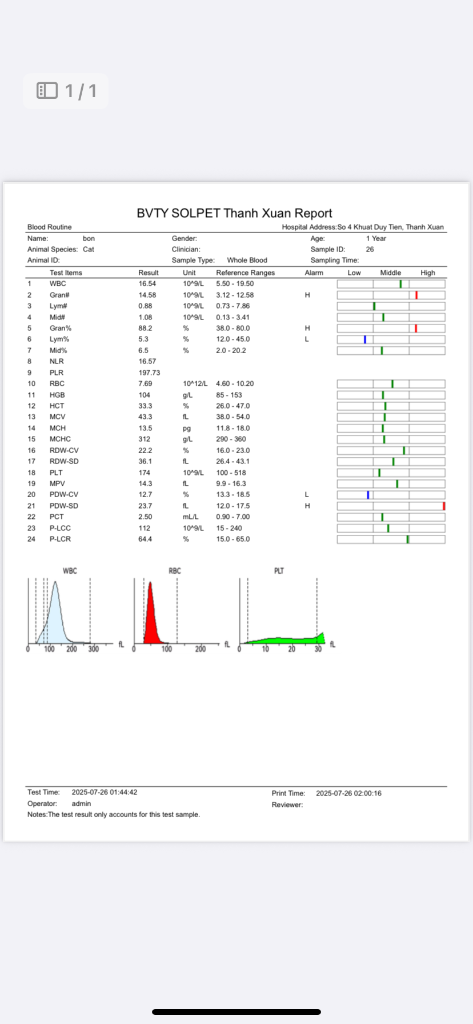 1/1
BVTY SOLPET Thanh Xuan Report
Blood Routine Hospital Address:So 4 Khuat Duy Tien, Thanh Xuan
Name: bon Gender: Age: 1 Year
Animal Species: Cat Clinician: Sample ID: 26
Animal ID: Sample Type: Whole Blood Sampling Time:
Test Items Result Unit Reference Ranges Alarm Low Middle High
1 WBC 16.54 10^9/L 5.50 - 19.50
2 Gran# 14.58 10^9/L 3.12 - 12.58 H
3 Lym# 0.88 10^9/L 0.73 - 7.86
4 Mid# 1.08 10^9/L 0.13 - 3.41
5 Gran% 88.2 % 38.0 - 80.0 H
6 Lym% 5.3 % 12.0 - 45.0 L
7 Mid% 6.5 % 2.0 - 20.2
8 NLR 16.57
9 PLR 197.73
10 RBC 7.69 10^12/L 4.60 - 10.20
11 HGB 104 g/L 85 - 153
12 HCT 33.3 % 26.0 - 47.0
13 MCV 43.3 fL 38.0 - 54.0
14 MCH 13.5 pg 11.8 - 18.0
15 MCHC 312 g/L 290 - 360
16 RDW-CV 22.2 % 16.0 - 23.0
17 RDW-SD 36.1 fL 26.4 - 43.1
18 PLT 174 10^9/L 100 - 518
19 MPV 14.3 fL 9.9 - 16.3
20 PDW-CV 12.7 % 13.3 - 18.5 L
21 PDW-SD 23.7 fL 12.0 - 17.5 H
22 PCT 2.50 mL/L 0.90 - 7.00
23 P-LCC 112 10^9/L 15 - 240
24 P-LCR 64.4 % 15.0 - 65.0
WBC RBC PLT
0 100 200 300 fL 0 100 200 fL 0 10 20 30 fL
Test Time: 2025-07-26 01:44:42 Print Time: 2025-07-26 02:00:16
Operator: admin Reviewer:
Notes:The test result only accounts for this test sample.